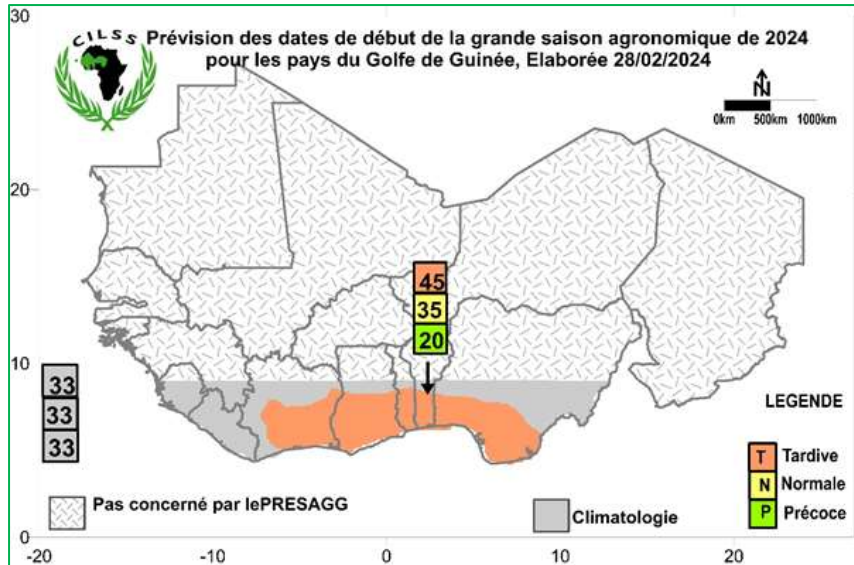 30
CILSS
Prévision des dates de début de la grande saison agronomique de 2024
pour les pays du Golfe de Guinée, Elaborée 28/02/2024
N
0km 500km 1000km
20
45
35
20
10
33
33
33
LEGENDE
T Tardive
N Normale
P Précoce
Pas concerné par lePRESAGG
Climatologie
0
-20 -10 0 10 20